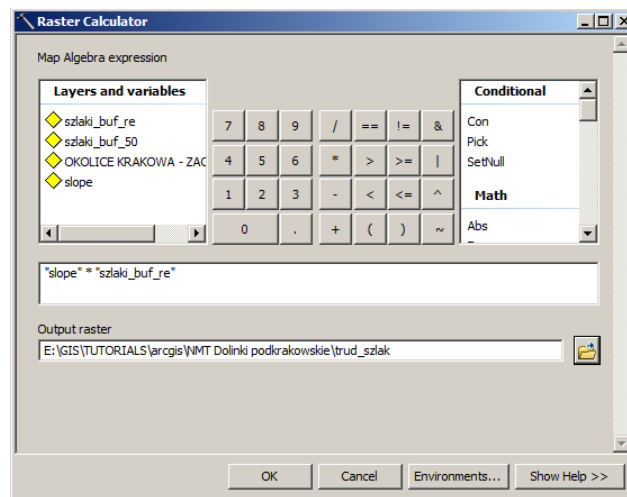 Raster Calculator
Map Algebra expression
Layers and variables
szlaki_buf_re
szlaki_buf_50
OKOLICE KRAKOWA - ZAC
slope
7 8 9 / == != &
4 5 6 * > >= |
1 2 3 - < <= ^
0 . + ( ) ~
Conditional
Con
Pick
SetNull
Math
Abs
"slope" * "szlaki_buf_re"
Output raster
E:\GIS\TUTORIALS\arcgis\NMT Dolinki podkrakowskie\trud_szlak
OK Cancel Environments... Show Help >>